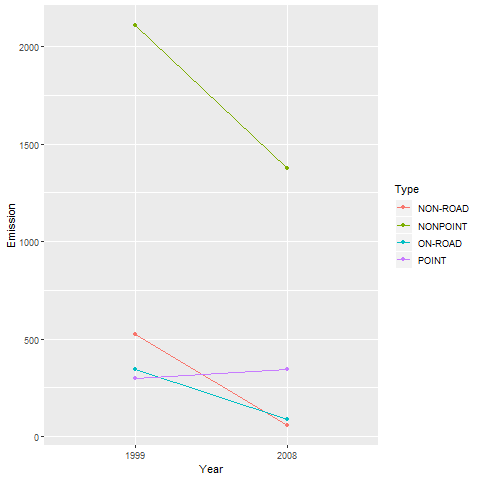 2000
1500
1000
500
0
Emission
1999
2008
Year
Type
NON-ROAD
NONPOINT
ON-ROAD
POINT